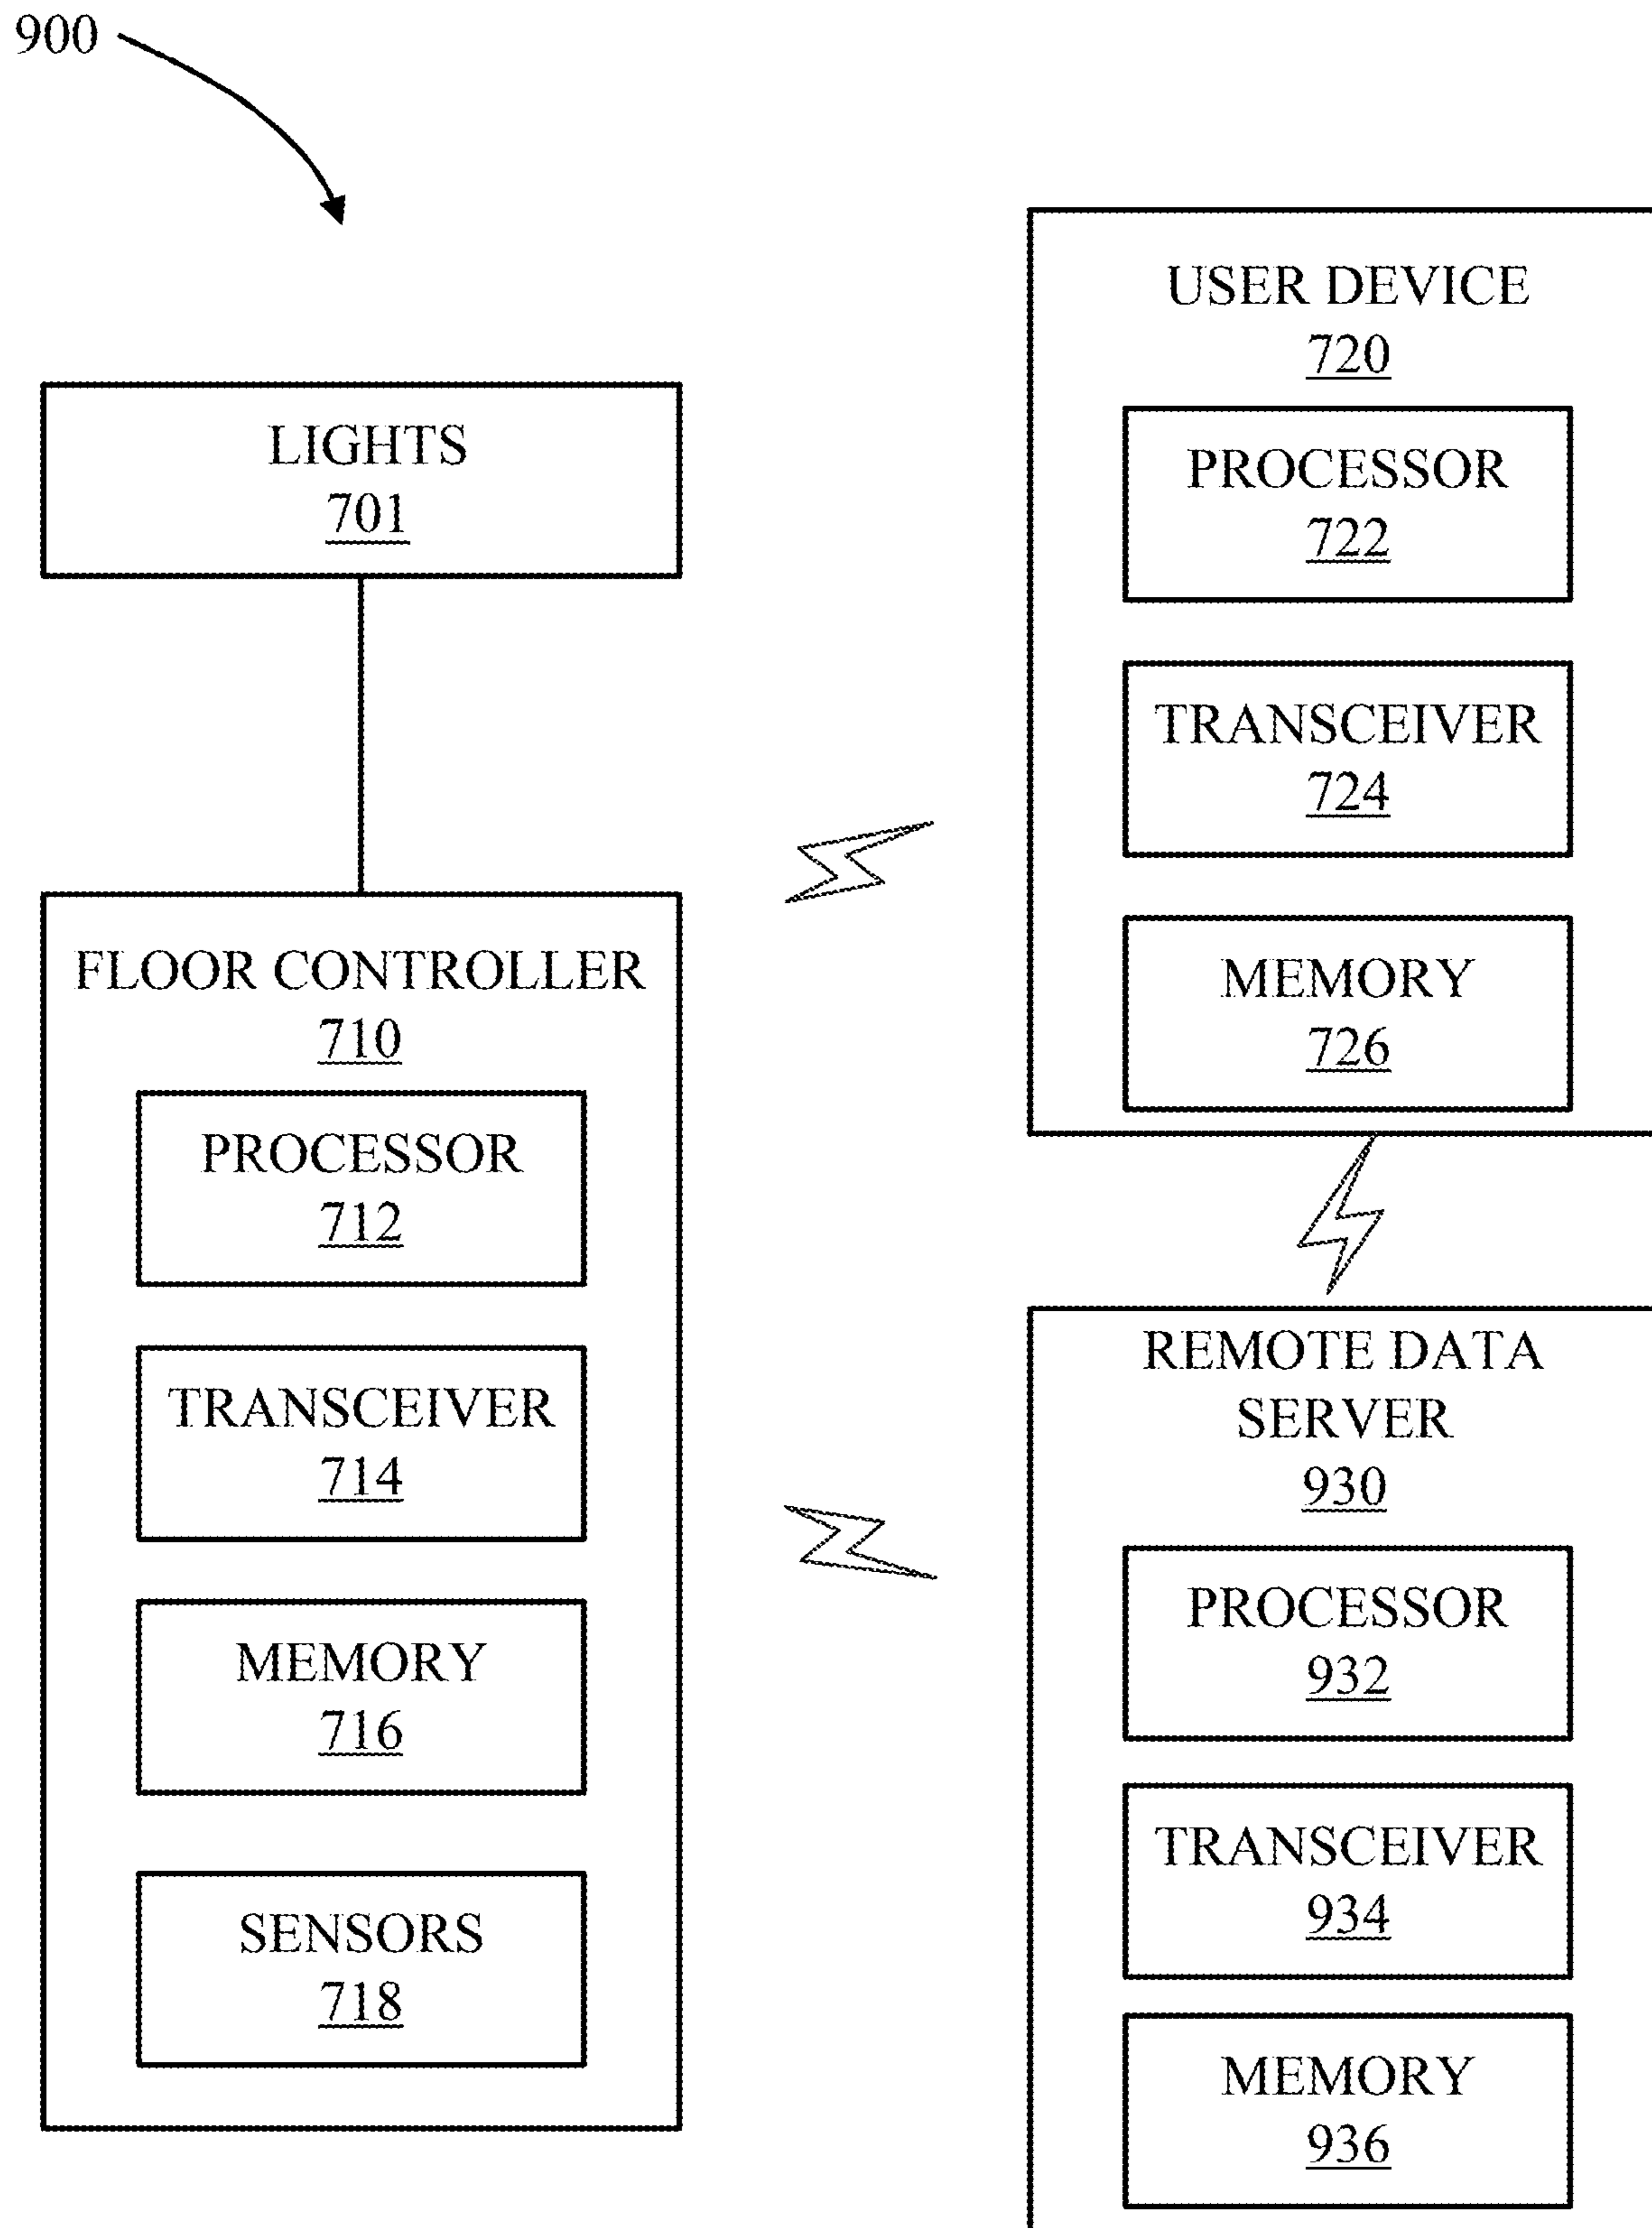 900
LIGHTS
701
FLOOR CONTROLLER
710
PROCESSOR
712
TRANSCEIVER
714
MEMORY
716
SENSORS
718
USER DEVICE
720
PROCESSOR
722
TRANSCEIVER
724
MEMORY
726
REMOTE DATA
SERVER
930
PROCESSOR
932
TRANSCEIVER
934
MEMORY
936